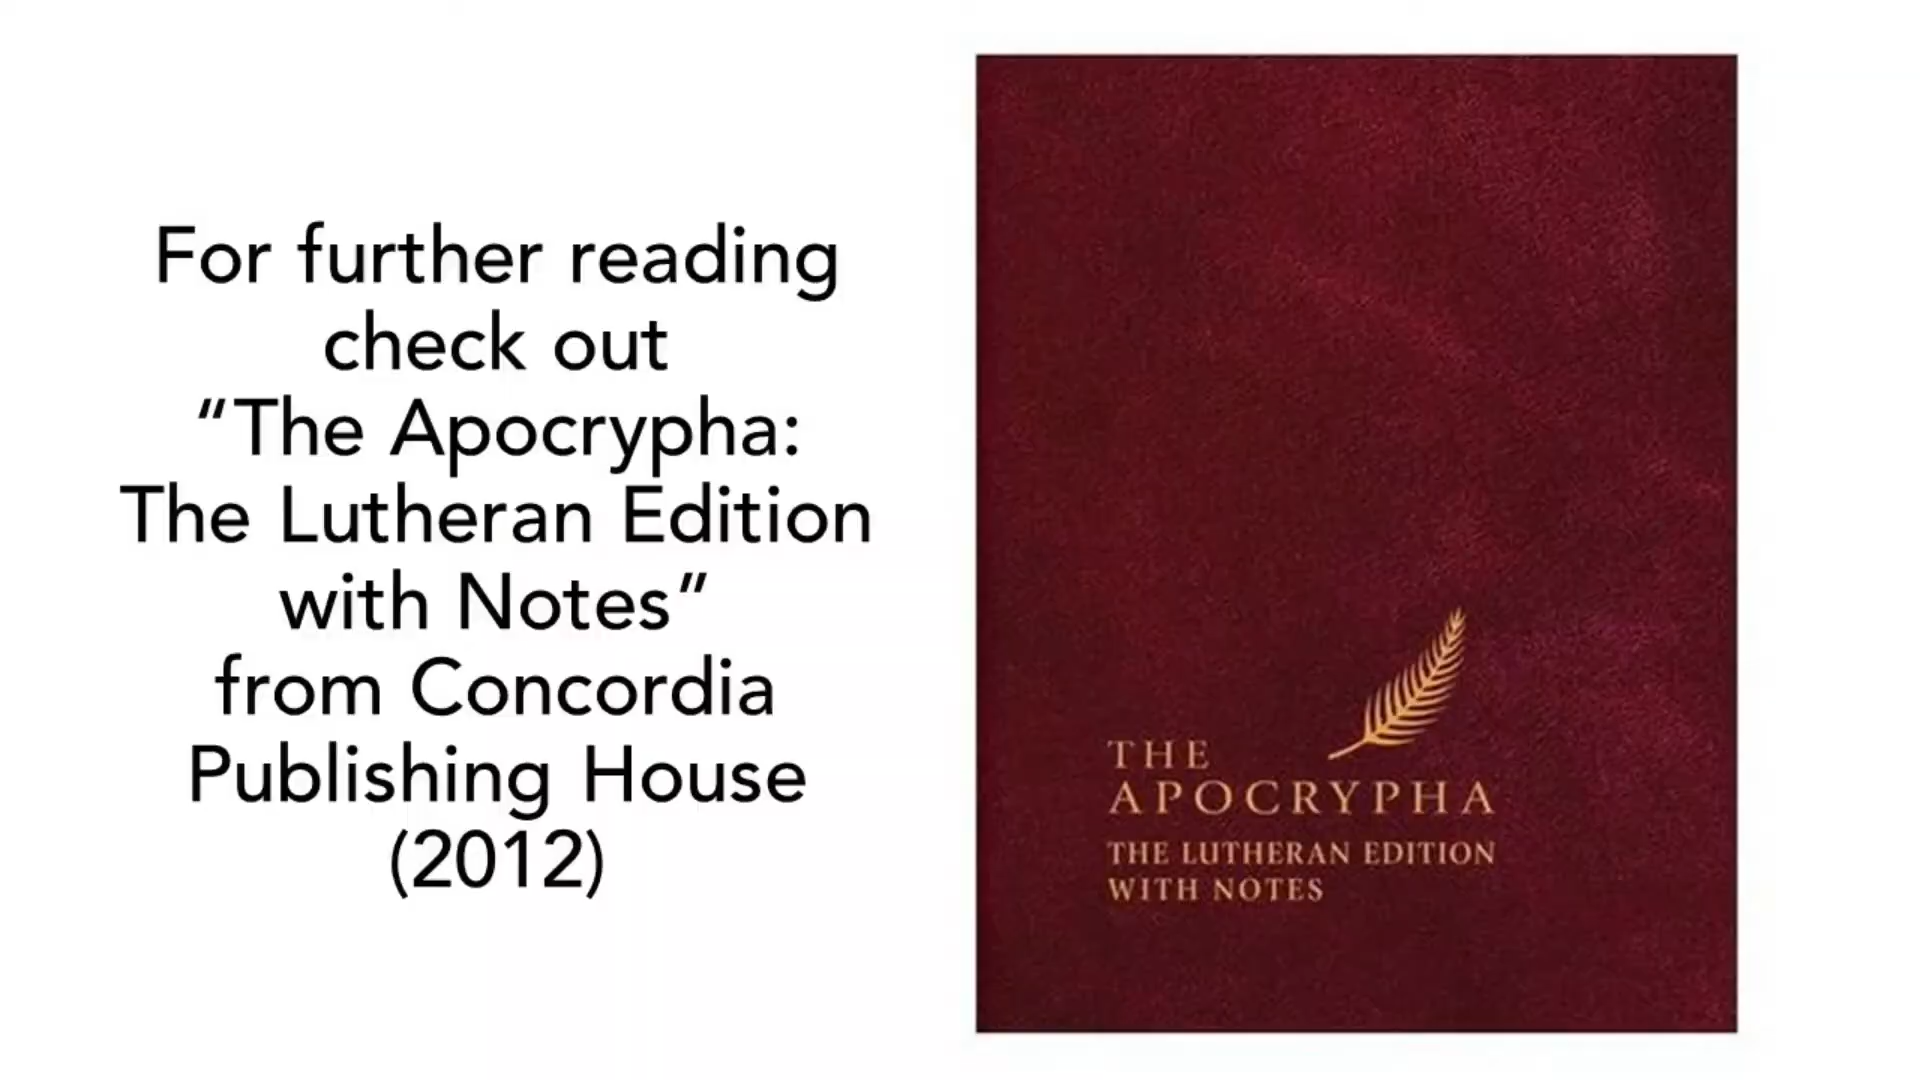 For further reading
check out
“The Apocrypha:
The Lutheran Edition
with Notes”
from Concordia
Publishing House
(2012)
THE
APOCRYPHA
THE LUTHERAN EDITION
WITH NOTES